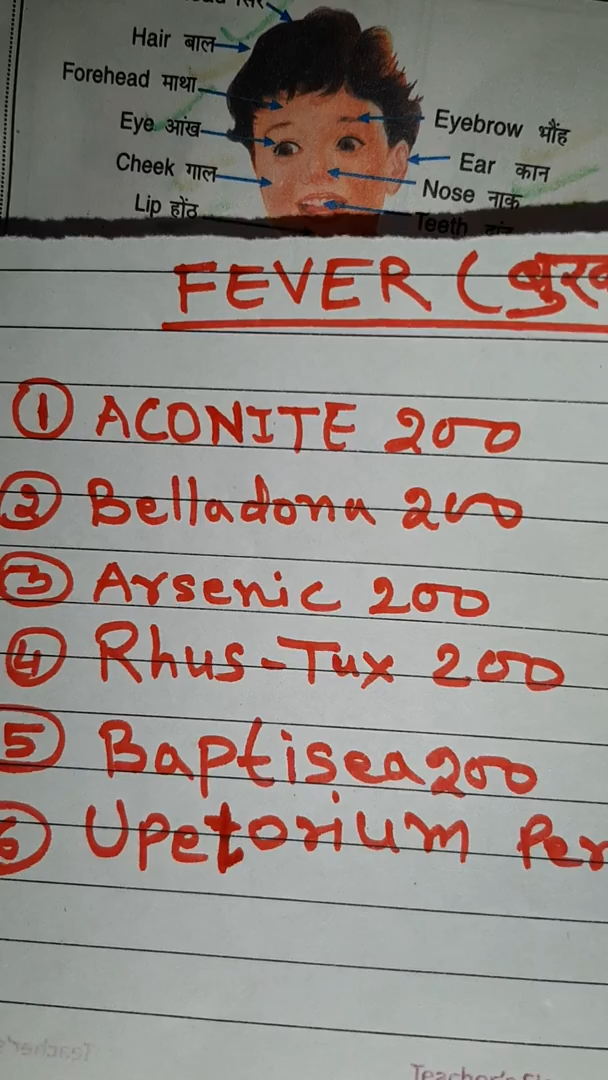 सिर
Hair बाल
Forehead माथा
Eye आंख
Cheek गाल
Lip होंठ
Eyebrow भौंह
Ear कान
Nose नाक
Teeth
FEVER (बुख
① ACONITE 200
② Belladona 200
③ Arsenic 200
④ Rhus-Tux 200
5 Baptisea 200
6 Upetorium Per
Teacher's
Teacher's